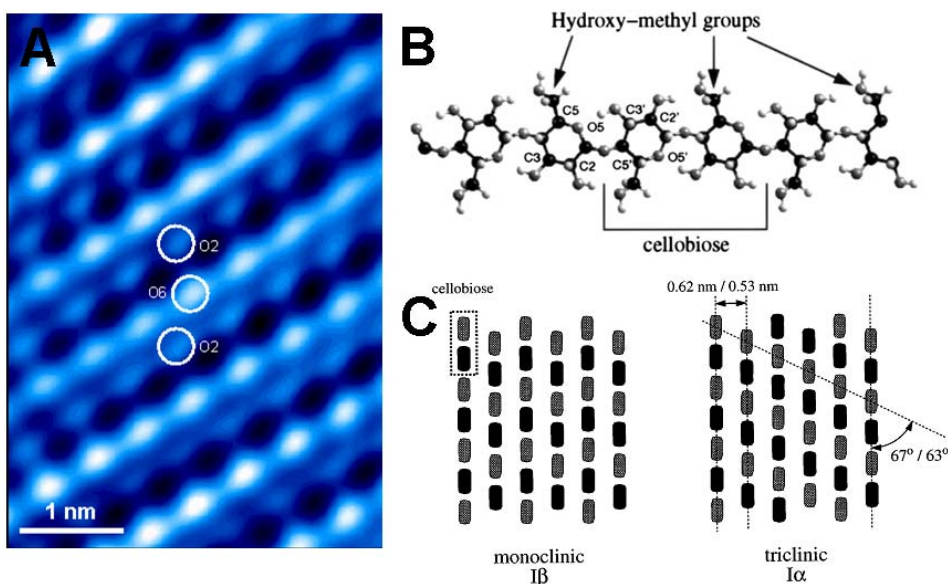 A
O2
O6
O2
1 nm
B
Hydroxy-methyl groups
C5
O5
C3'
C2'
C3
C2
C5'
O5'
cellobiose
C
cellobiose
0.62 nm / 0.53 nm
67° / 63°
monoclinic
Iβ
triclinic
Iα